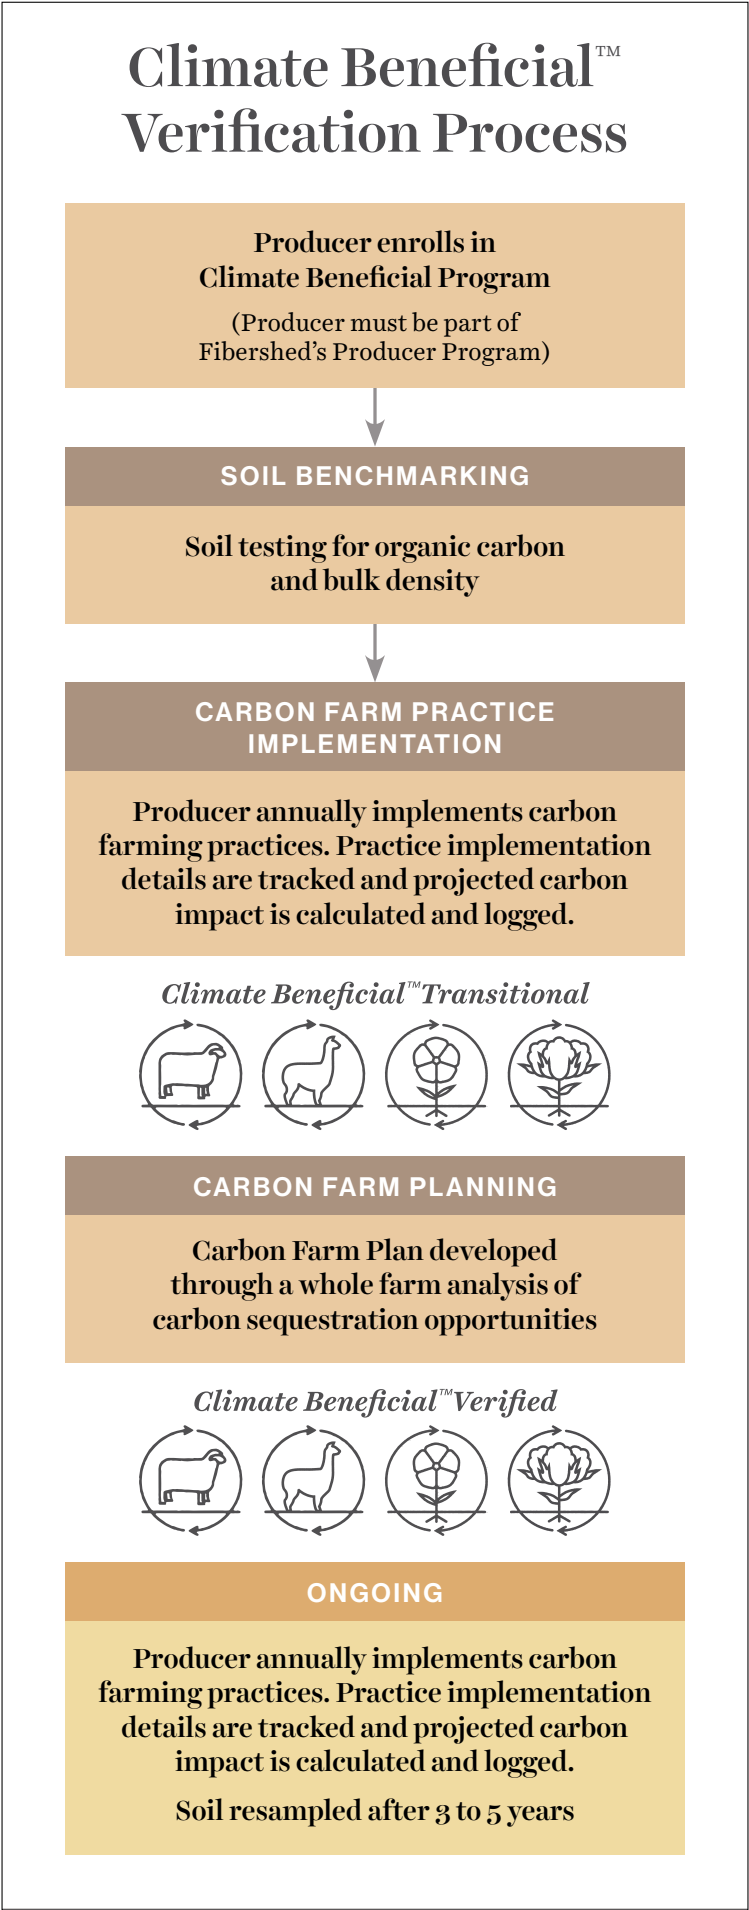 Climate Beneficial™
Verification Process
Producer enrolls in
Climate Beneficial Program
(Producer must be part of
Fibershed’s Producer Program)
SOIL BENCHMARKING
Soil testing for organic carbon
and bulk density
CARBON FARM PRACTICE
IMPLEMENTATION
Producer annually implements carbon
farming practices. Practice implementation
details are tracked and projected carbon
impact is calculated and logged.
Climate Beneficial™ Transitional
CARBON FARM PLANNING
Carbon Farm Plan developed
through a whole farm analysis of
carbon sequestration opportunities
Climate Beneficial™ Verified
ONGOING
Producer annually implements carbon
farming practices. Practice implementation
details are tracked and projected carbon
impact is calculated and logged.
Soil resampled after 3 to 5 years